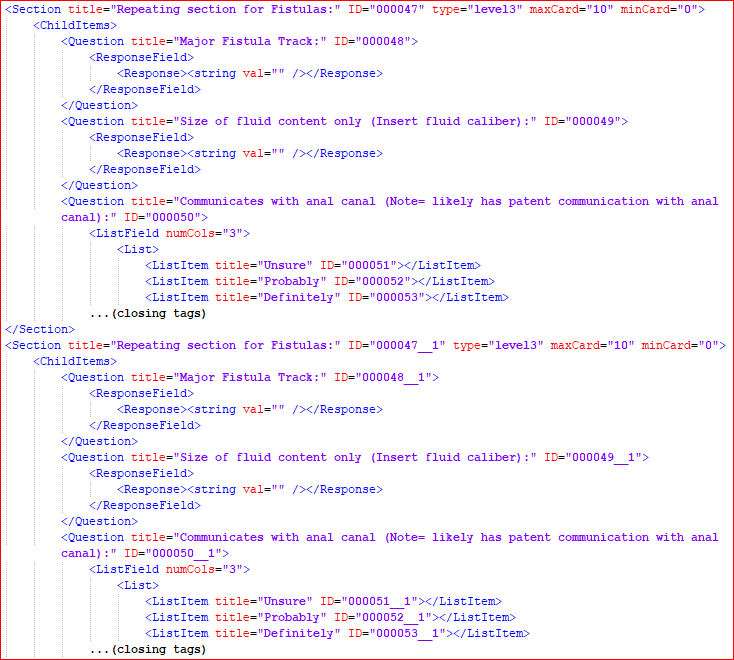 <Section title="Repeating section for Fistulas:" ID="000047" type="level3" maxCard="10" minCard="0">
<ChildItems>
<Question title="Major Fistula Track:" ID="000048">
<ResponseField>
<Response><string val="" /></Response>
</ResponseField>
</Question>
<Question title="Size of fluid content only (Insert fluid caliber):" ID="000049">
<ResponseField>
<Response><string val="" /></Response>
</ResponseField>
</Question>
<Question title="Communicates with anal canal (Note= likely has patent communication with anal
canal):" ID="000050">
<ListField numCols="3">
<List>
<ListItem title="Unsure" ID="000051"></ListItem>
<ListItem title="Probably" ID="000052"></ListItem>
<ListItem title="Definitely" ID="000053"></ListItem>
...(closing tags)
</Section>
<Section title="Repeating section for Fistulas:" ID="000047__1" type="level3" maxCard="10" minCard="0">
<ChildItems>
<Question title="Major Fistula Track:" ID="000048__1">
<ResponseField>
<Response><string val="" /></Response>
</ResponseField>
</Question>
<Question title="Size of fluid content only (Insert fluid caliber):" ID="000049__1">
<ResponseField>
<Response><string val="" /></Response>
</ResponseField>
</Question>
<Question title="Communicates with anal canal (Note= likely has patent communication with anal
canal):" ID="000050__1">
<ListField numCols="3">
<List>
<ListItem title="Unsure" ID="000051__1"></ListItem>
<ListItem title="Probably" ID="000052__1"></ListItem>
<ListItem title="Definitely" ID="000053__1"></ListItem>
...(closing tags)